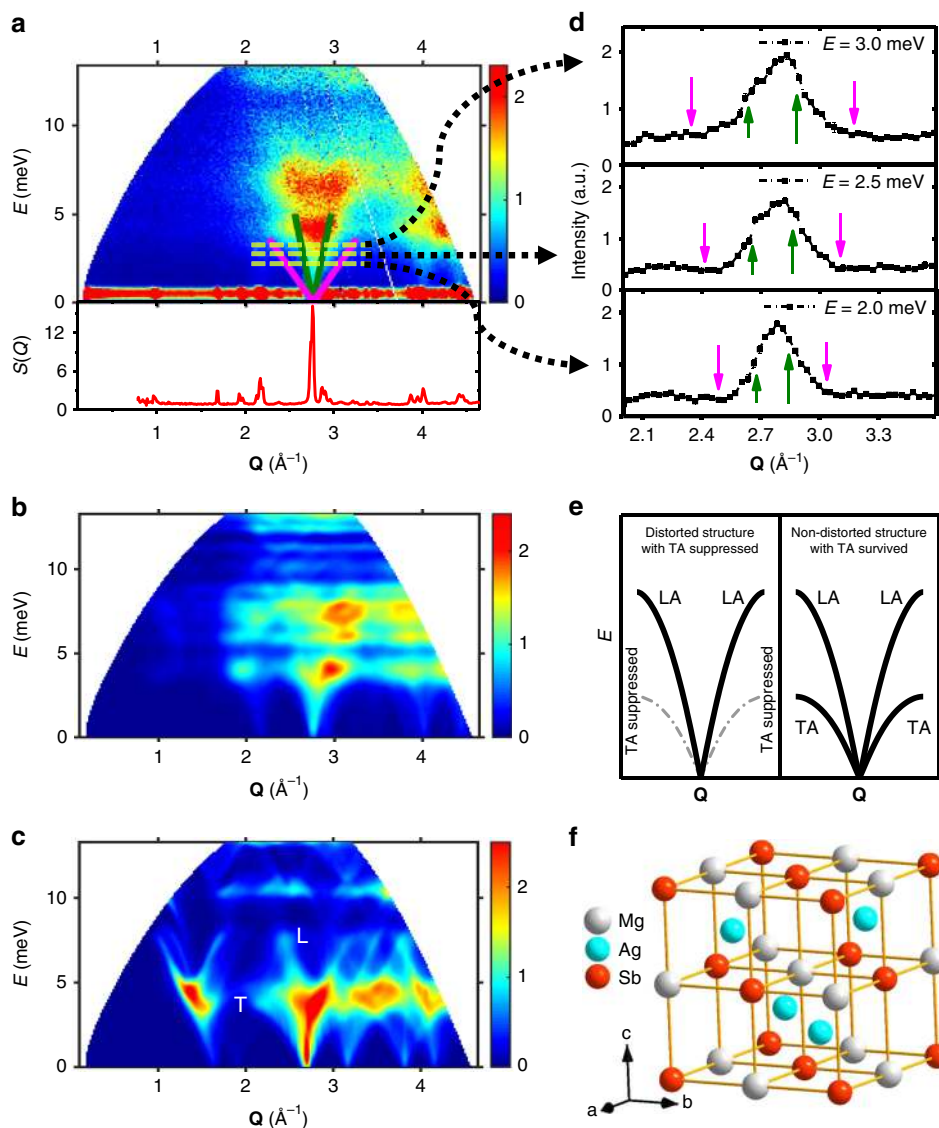 a
1 2 3 4
10
5
0
E (meV)
2
1
0
12
6
0
S(Q)
1 2 3 4
Q (Å⁻¹)
b
10
5
0
E (meV)
2
1
0
1 2 3 4
Q (Å⁻¹)
c
10
5
0
E (meV)
L
T
2
1
0
1 2 3 4
Q (Å⁻¹)
d
E = 3.0 meV
2
1
0
E = 2.5 meV
2
1
0
E = 2.0 meV
2
1
0
Intensity (a.u.)
2.1 2.4 2.7 3.0 3.3
Q (Å⁻¹)
e
Distorted structure
with TA suppressed
Non-distorted structure
with TA survived
LA LA LA LA
E
TA suppressed
TA suppressed
TA TA
Q
f
Mg
Ag
Sb
c
a
b